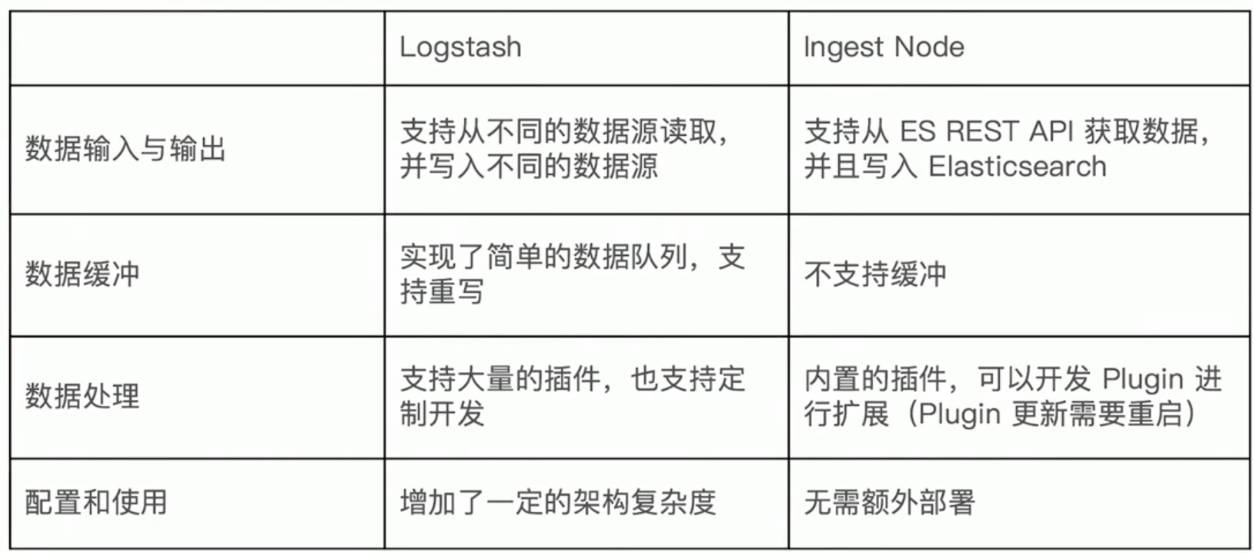 Logstash
Ingest Node
数据输入与输出
支持从不同的数据源读取，
并写入不同的数据源
支持从 ES REST API 获取数据，
并且写入 Elasticsearch
数据缓冲
实现了简单的数据队列，支
持重写
不支持缓冲
数据处理
支持大量的插件，也支持定
制开发
内置的插件，可以开发 Plugin 进
行扩展（Plugin 更新需要重启）
配置和使用
增加了一定的架构复杂度
无需额外部署